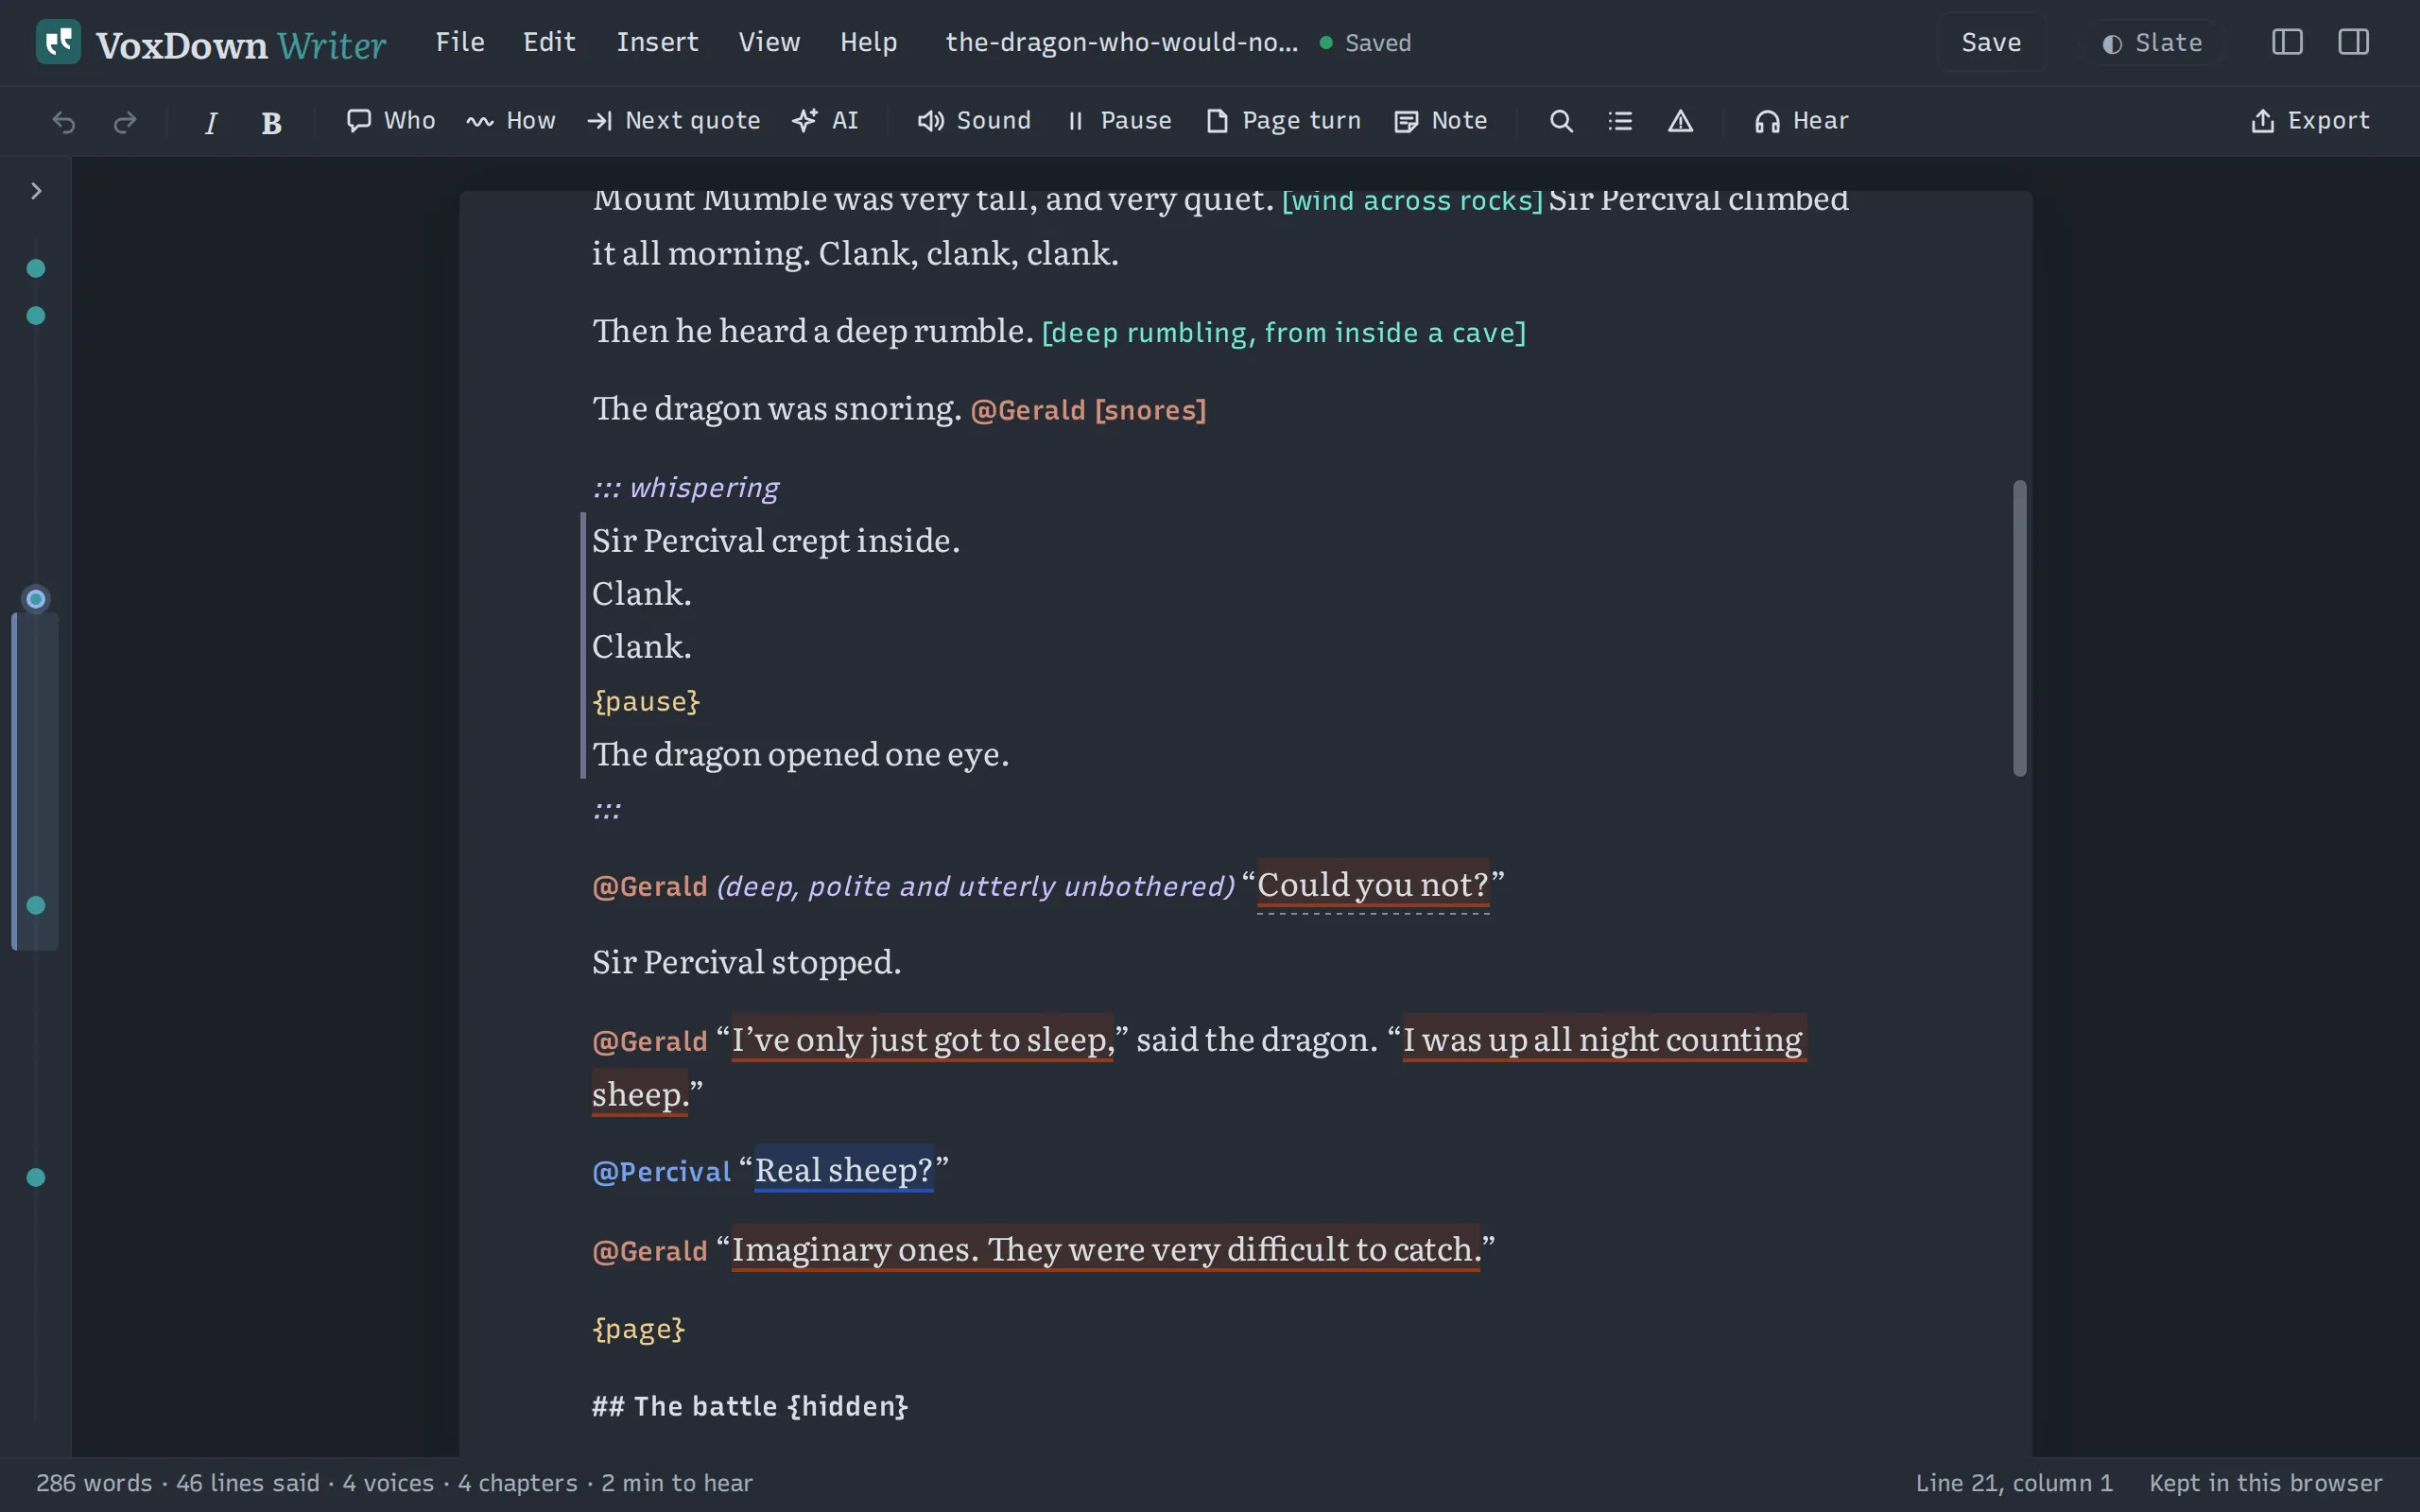 VoxDown Writer File Edit Insert View Help the-dragon-who-would-no... Saved Save Slate
I B Who How Next quote AI Sound Pause Page turn Note Hear Export
Mount Mumble was very tall, and very quiet. [wind across rocks] Sir Percival climbed
it all morning. Clank, clank, clank.
Then he heard a deep rumble. [deep rumbling, from inside a cave]
The dragon was snoring. @Gerald [snores]
::: whispering
Sir Percival crept inside.
Clank.
Clank.
{pause}
The dragon opened one eye.
:::
@Gerald (deep, polite and utterly unbothered) “Could you not?”
Sir Percival stopped.
@Gerald “I’ve only just got to sleep,” said the dragon. “I was up all night counting
sheep.”
@Percival “Real sheep?”
@Gerald “Imaginary ones. They were very difficult to catch.”
{page}
## The battle {hidden}
286 words · 46 lines said · 4 voices · 4 chapters · 2 min to hear Line 21, column 1 Kept in this browser